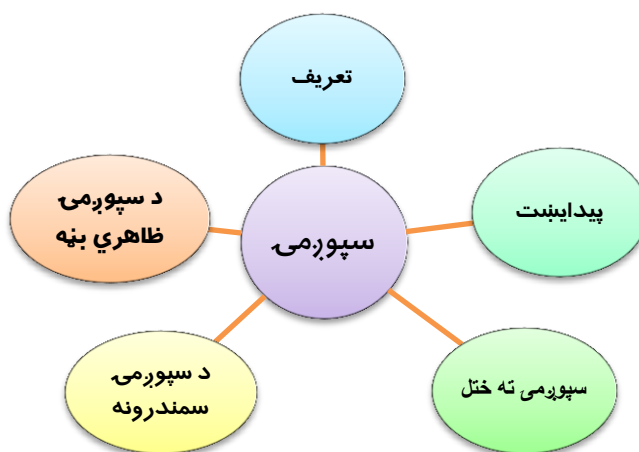 تعریف
پیدایښت
سپوږمۍ ته ختل
د سپوږمۍ
سمندرونه
د سپوږمۍ
ظاهري بڼه
سپوږمۍ